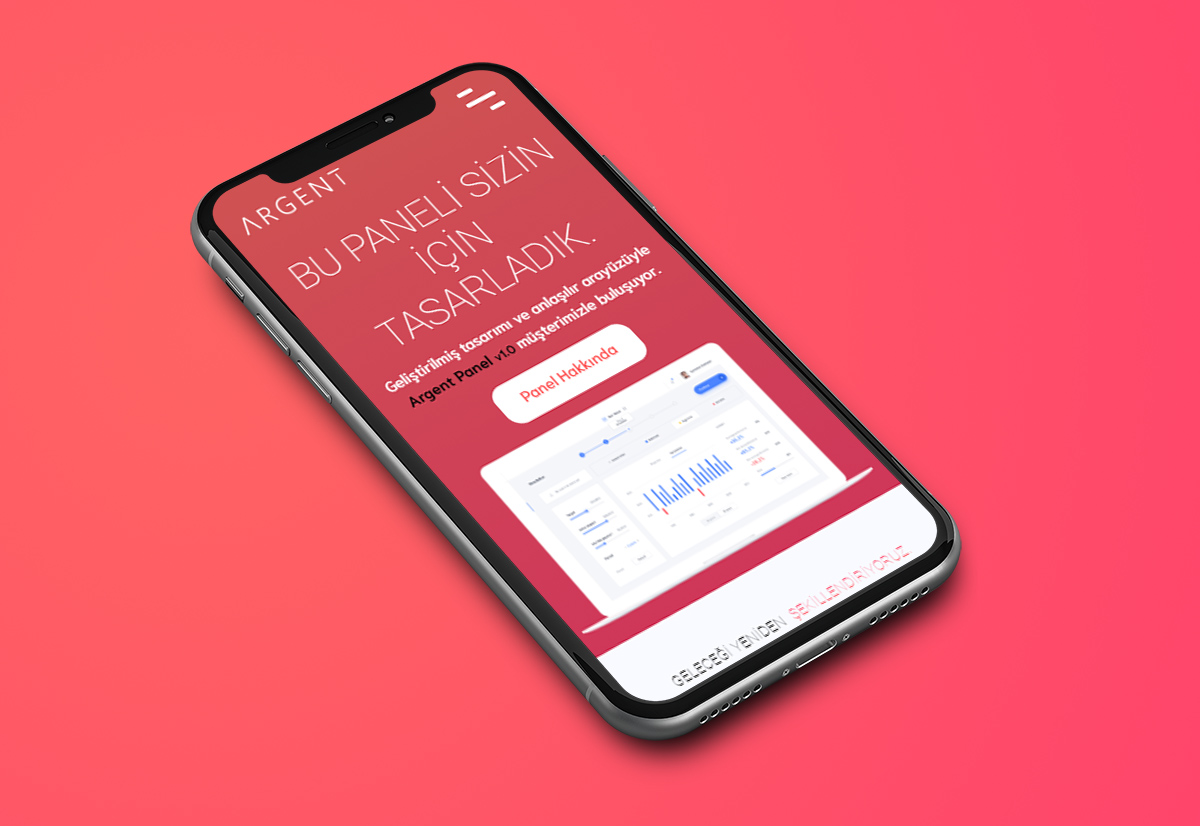 ARGENT
BU PANELİ SİZİN
İÇİN
TASARLADIK.
Geliştirilmiş tasarımı ve anlaşılır arayüzüyle
Argent Panel v1.0 müşterimizle buluşuyor.
Panel Hakkında
GELECEĞİ YENİDEN ŞEKİLLENDİRİYORUZ.